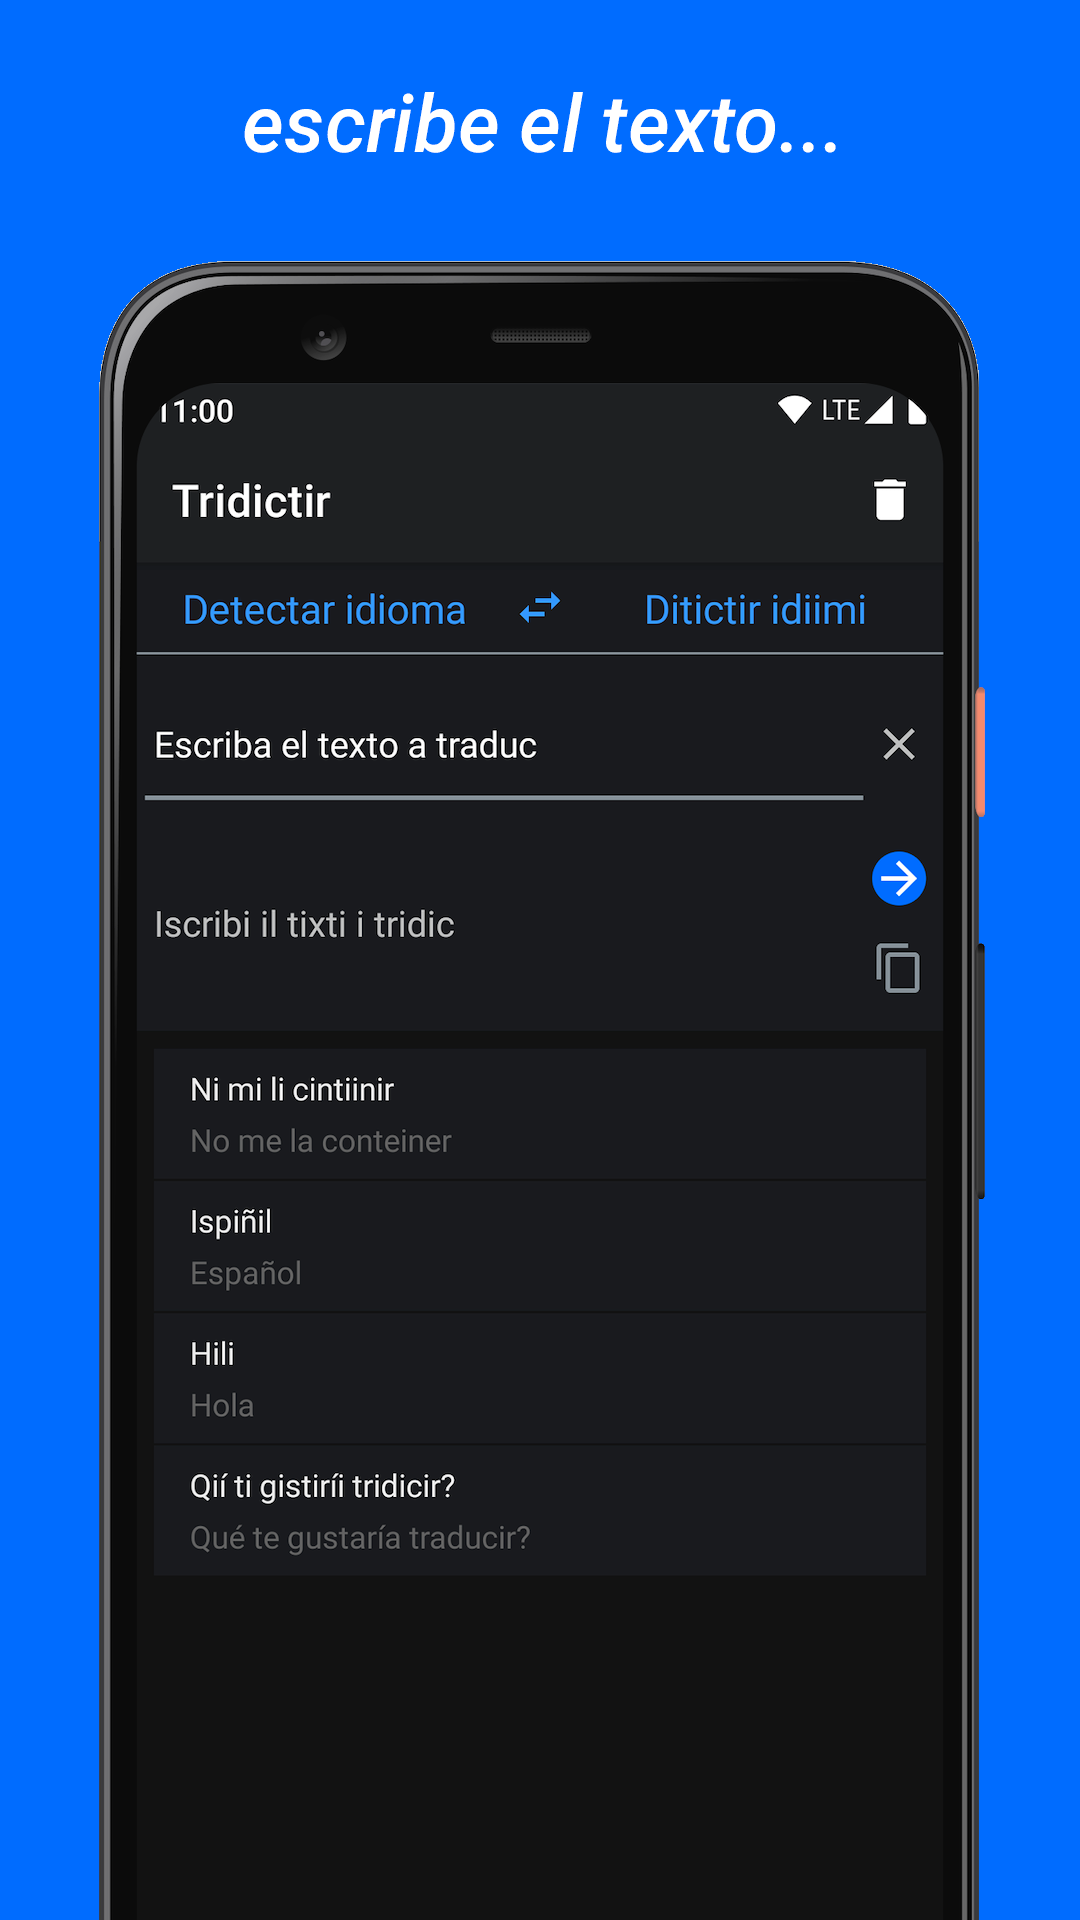 escribe el texto...
11:00 LTE
Tridictir
Detectar idioma Ditictir idiimi
Escriba el texto a traduc
Iscribi il tixti i tridic
Ni mi li cintiinir
No me la conteiner
Ispiñil
Español
Hili
Hola
Qií ti gistiríi tridicir?
Qué te gustaría traducir?